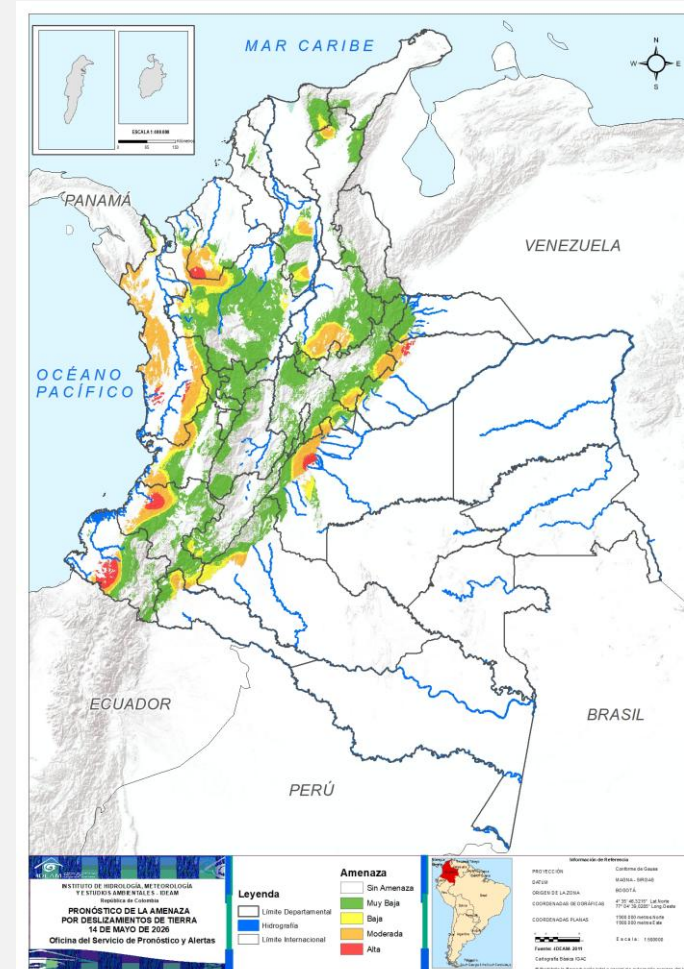 MAR CARIBE
N
W
E
S
PANAMÁ
VENEZUELA
OCÉANO
PACÍFICO
ECUADOR
BRASIL
PERÚ
IDEAM
INSTITUTO DE HIDROLOGÍA, METEOROLOGÍA
Y ESTUDIOS AMBIENTALES - IDEAM
República de Colombia
PRONÓSTICO DE LA AMENAZA
POR DESLIZAMIENTOS DE TIERRA
14 DE MAYO DE 2026
Oficina del Servicio de Pronóstico y Alertas
Leyenda
Límite Departamental
Hidrografía
Límite Internacional
Amenaza
Sin Amenaza
Muy Baja
Baja
Moderada
Alta
Información de Referencia
PROYECCIÓN
Conforme de Gauss
DATUM
MAGNA - SIRGAS
ORIGEN DE LA ZONA
BOGOTÁ
COORDENADAS GEOGRÁFICAS
COORDENADAS PLANAS
Fuente: IDEAM. 2011
Cartografía Básica IGAC